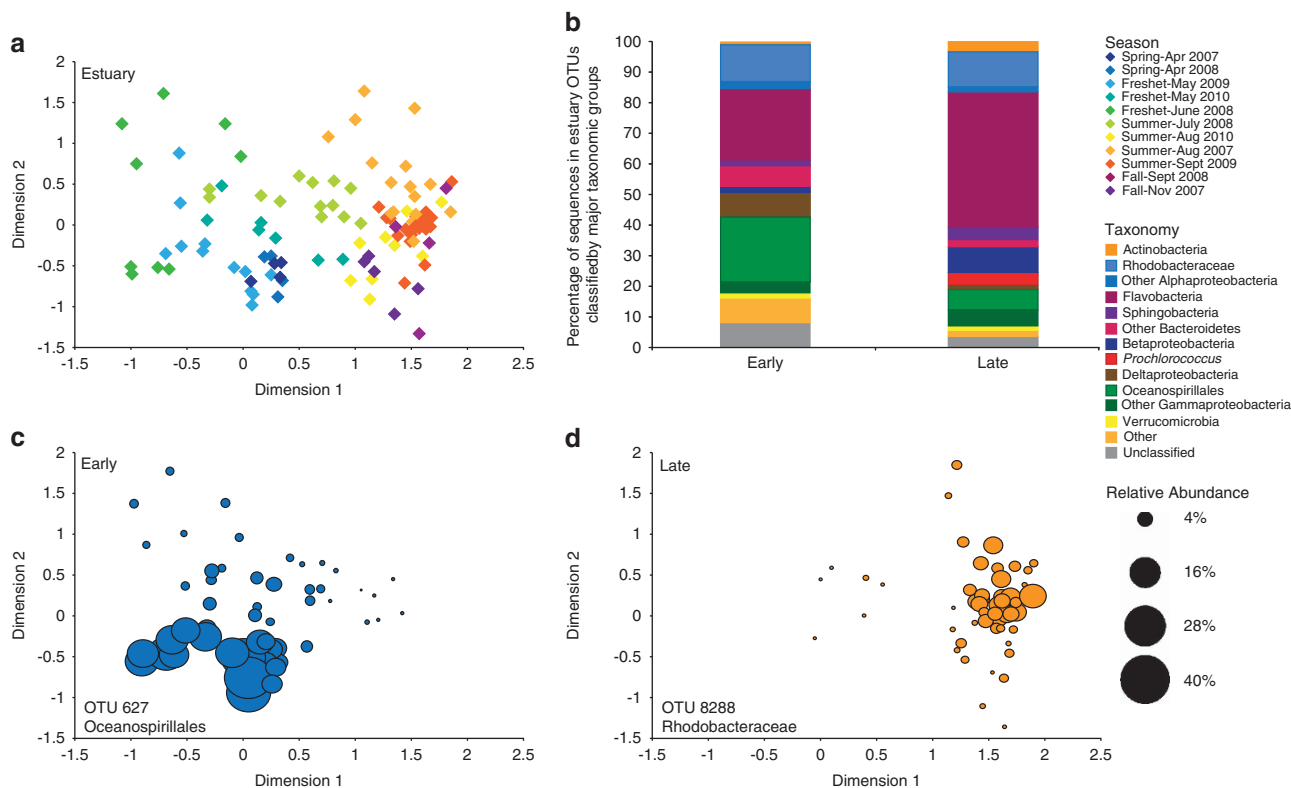 a
Estuary
2
1.5
1
0.5
0
-0.5
-1
-1.5
-1.5
-1
-0.5
0
0.5
1
1.5
2
2.5
Dimension 1
Dimension 2
b
Percentage of sequences in estuary OTUs
classifiedby major taxonomic groups
100
90
80
70
60
50
40
30
20
10
0
Early
Late
Season
Spring-Apr 2007
Spring-Apr 2008
Freshet-May 2009
Freshet-May 2010
Freshet-June 2008
Summer-July 2008
Summer-Aug 2010
Summer-Aug 2007
Summer-Sept 2009
Fall-Sept 2008
Fall-Nov 2007
Taxonomy
Actinobacteria
Rhodobacteraceae
Other Alphaproteobacteria
Flavobacteria
Sphingobacteria
Other Bacteroidetes
Betaproteobacteria
Prochlorococcus
Deltaproteobacteria
Oceanospirillales
Other Gammaproteobacteria
Verrucomicrobia
Other
Unclassified
c
Early
2
1.5
1
0.5
0
-0.5
-1
-1.5
OTU 627
Oceanospirillales
-1.5
-1
-0.5
0
0.5
1
1.5
2
2.5
Dimension 1
Dimension 2
d
Late
2
1.5
1
0.5
0
-0.5
-1
-1.5
OTU 8288
Rhodobacteraceae
-1.5
-1
-0.5
0
0.5
1
1.5
2
2.5
Dimension 1
Dimension 2
Relative Abundance
4%
16%
28%
40%